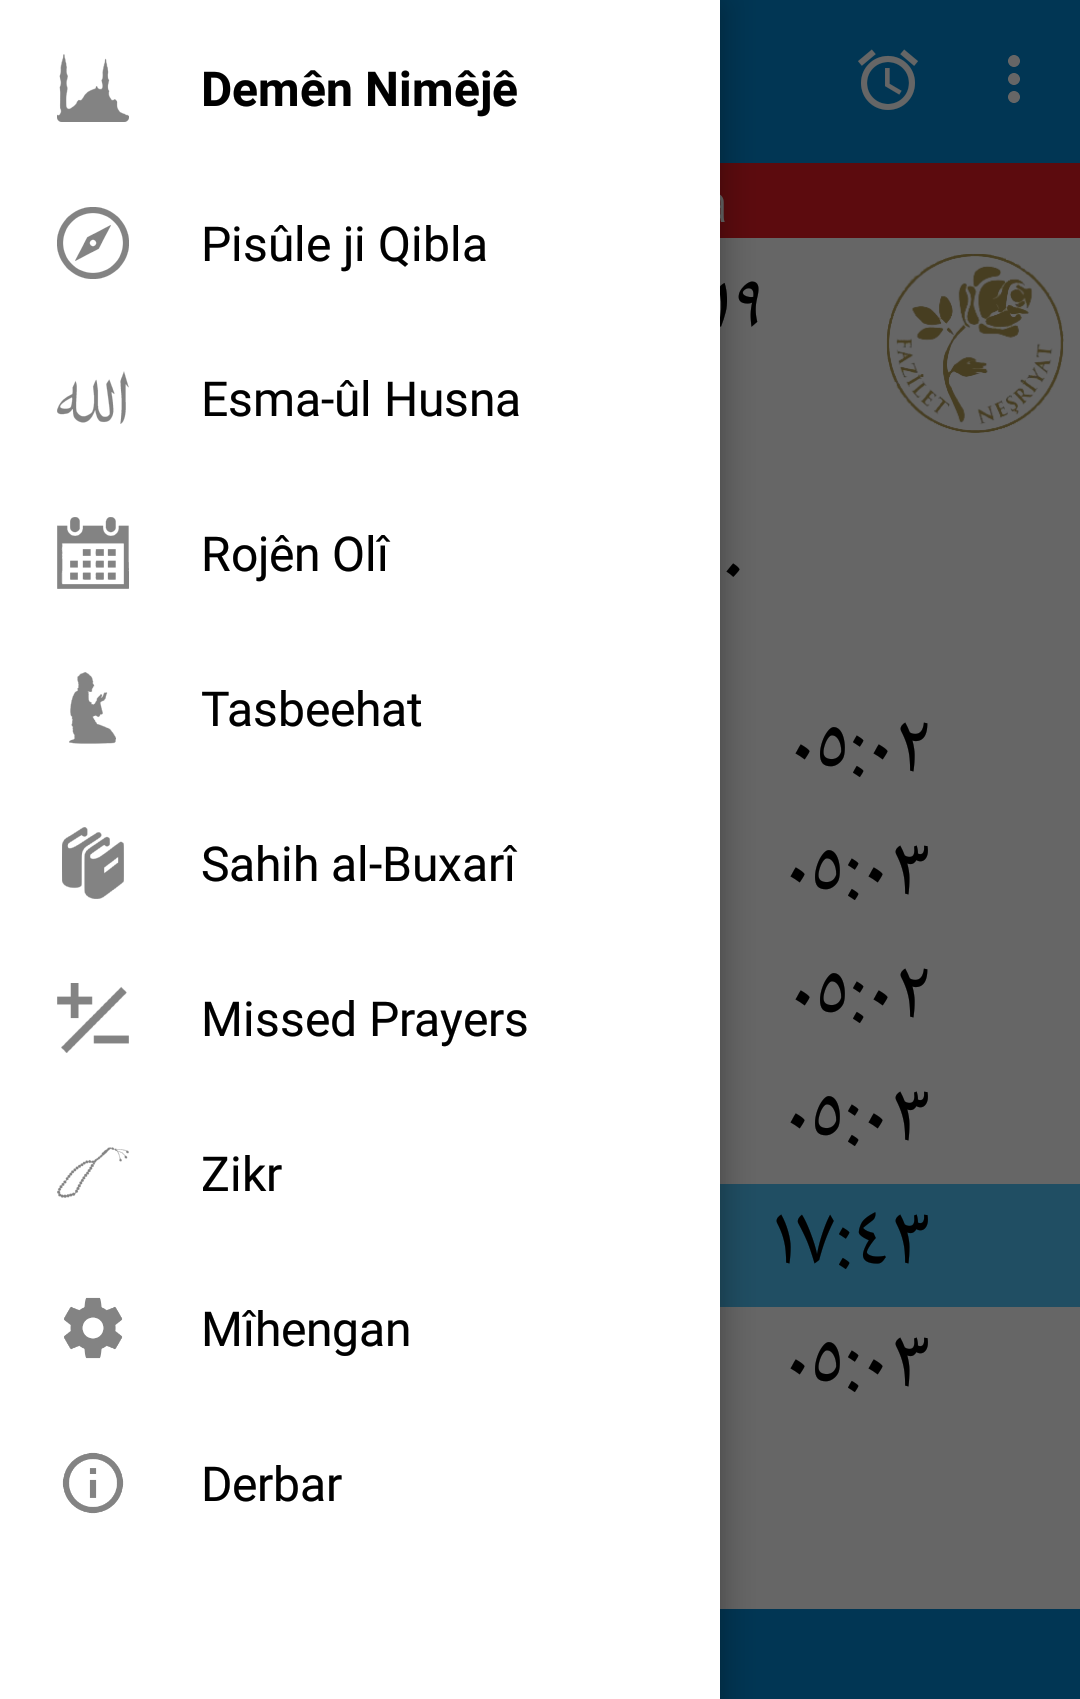 Demên Nimêjê
Pisûle ji Qibla
Esma-ûl Husna
Rojên Olî
Tasbeehat
Sahih al-Buxarî
Missed Prayers
Zikr
Mîhengan
Derbar
الله
١٩
FAZİLET NEŞRİYAT
٠
٠٥:٠٢
٠٥:٠٣
٠٥:٠٢
٠٥:٠٣
١٧:٤٣
٠٥:٠٣